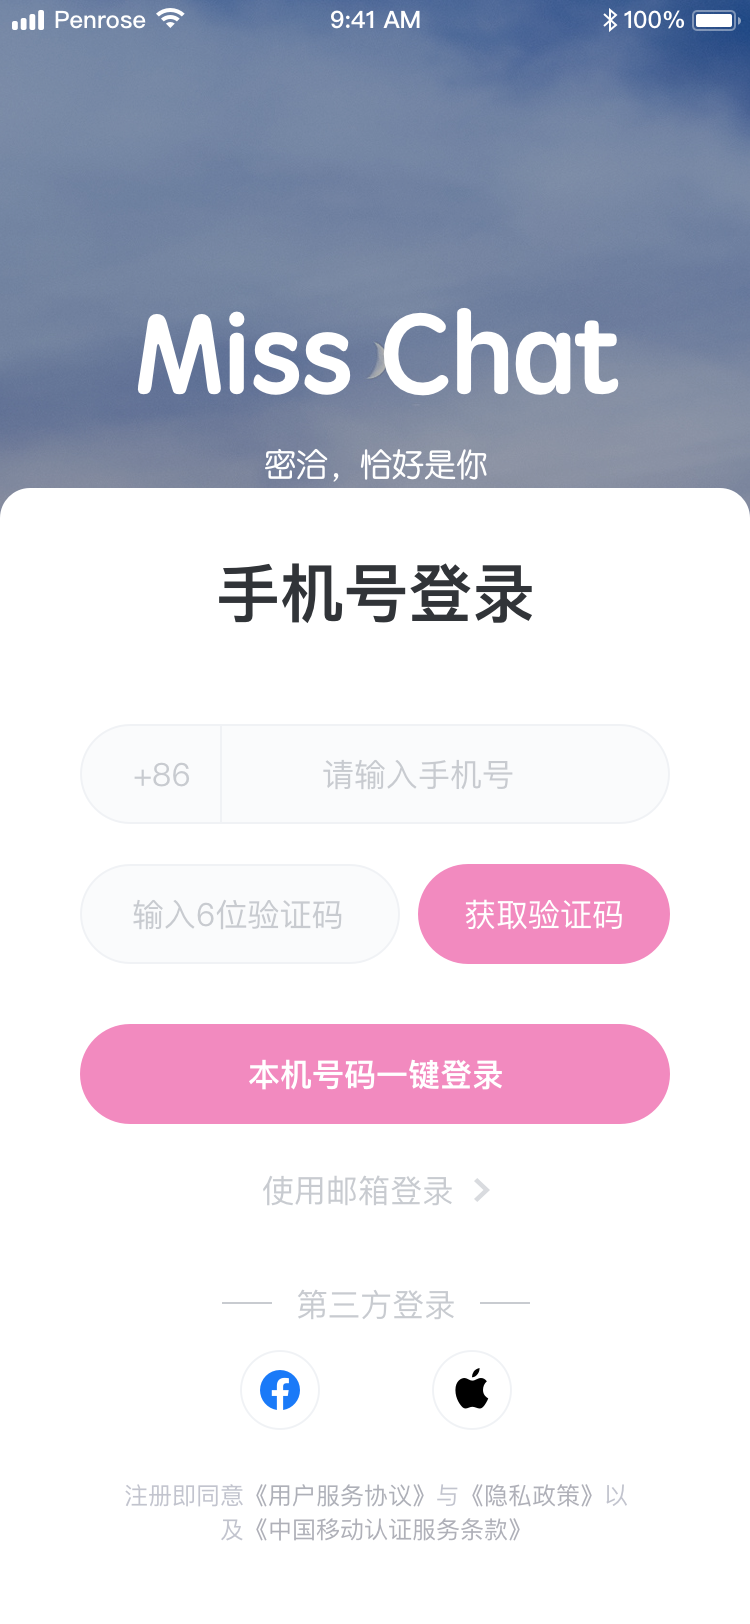 Penrose 9:41 AM 100%
Miss Chat
密洽，恰好是你
手机号登录
+86 请输入手机号
输入6位验证码 获取验证码
本机号码一键登录
使用邮箱登录
第三方登录
注册即同意《用户服务协议》与《隐私政策》以
及《中国移动认证服务条款》